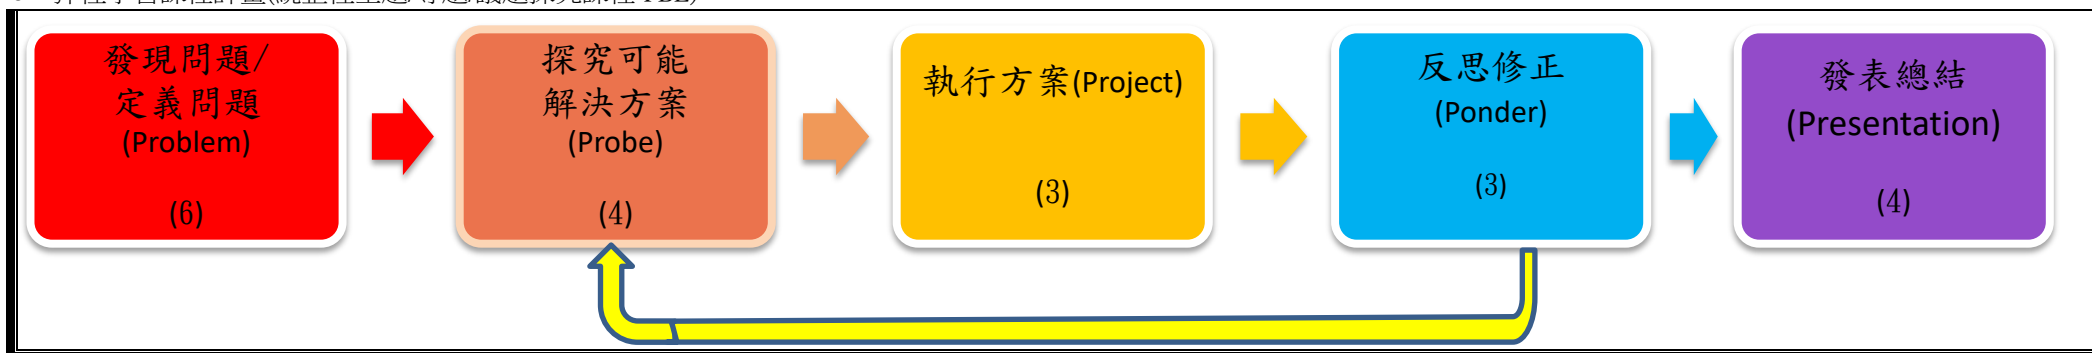 發現問題/
定義問題
(Problem)
(6)
探究可能
解決方案
(Probe)
(4)
執行方案(Project)
(3)
反思修正
(Ponder)
(3)
發表總結
(Presentation)
(4)